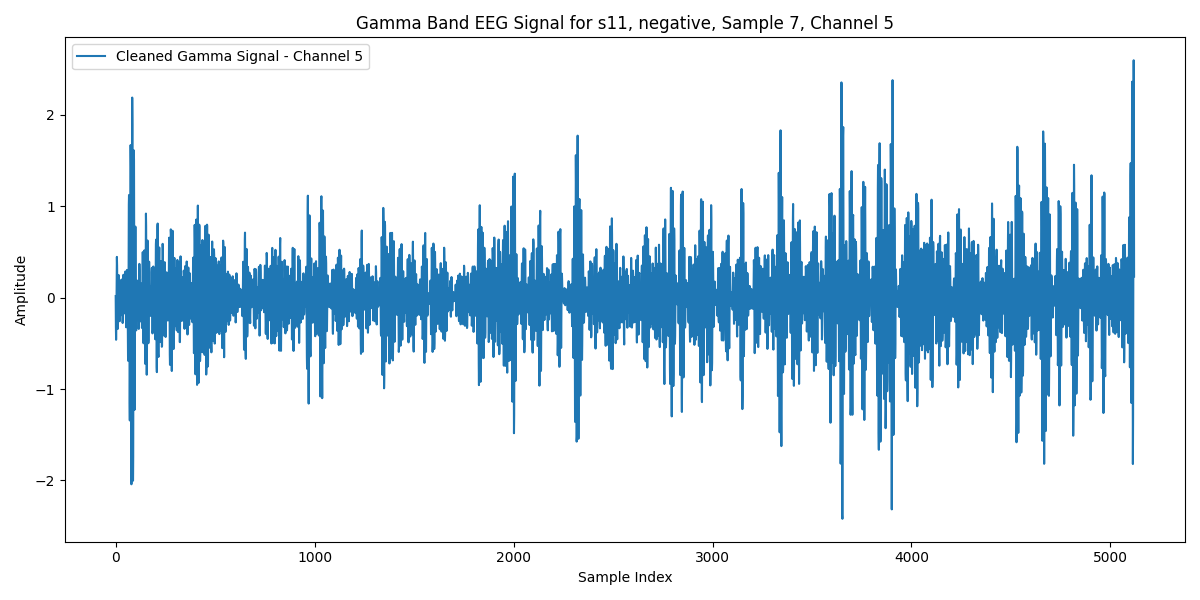 Gamma Band EEG Signal for s11, negative, Sample 7, Channel 5
Cleaned Gamma Signal - Channel 5
2
1
0
−1
−2
Amplitude
0 1000 2000 3000 4000 5000
Sample Index